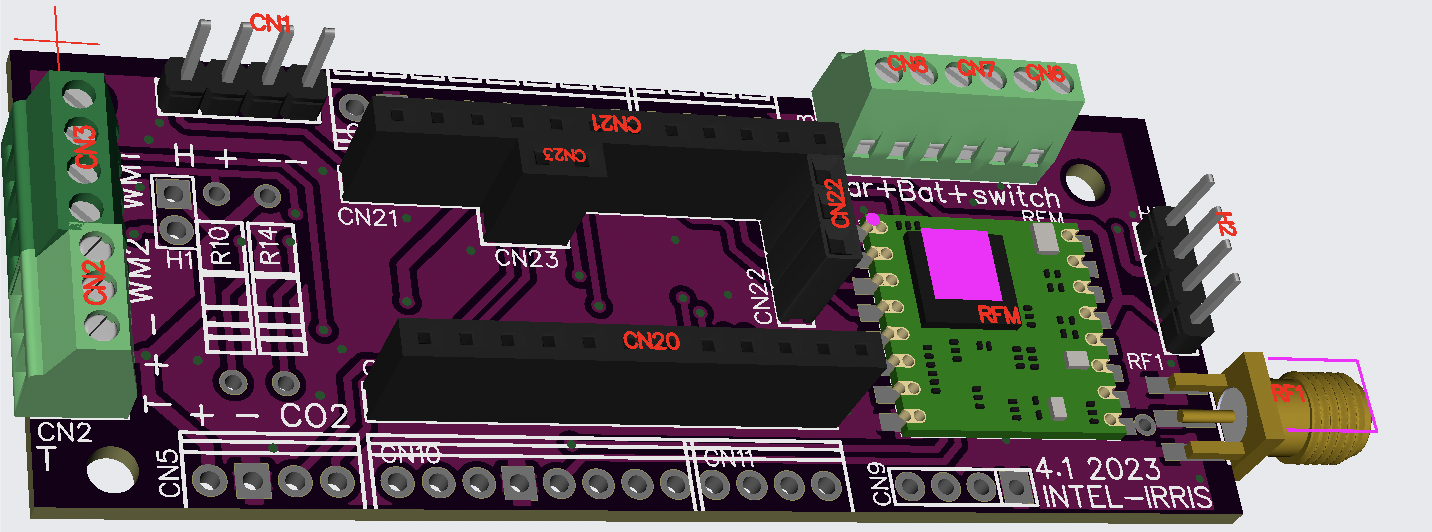 CN1
CN6
CN7
CN8
CN21
CN3
CN23
H + - -
WM1
CN22
ar+Bat+switch
CN21
RFM
H2
R10
R14
H1
CN23
WM2
CN2
CN22
RFM
CN20
RF1
RF1
-
+
T
+ - CO2
CN2
T
CN5
CN10
CN11
CN9
4.1 2023
INTEL-IRRIS